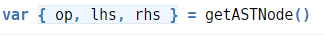 var { op, lhs, rhs } = getASTNode()